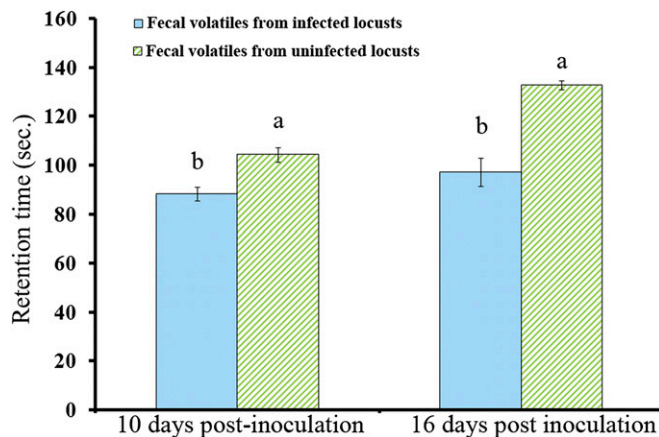 160
Fecal volatiles from infected locusts
140
Fecal volatiles from uninfected locusts
a
120
a
b
b
100
80
60
40
20
0
Retention time (sec.)
10 days post-inoculation
16 days post inoculation